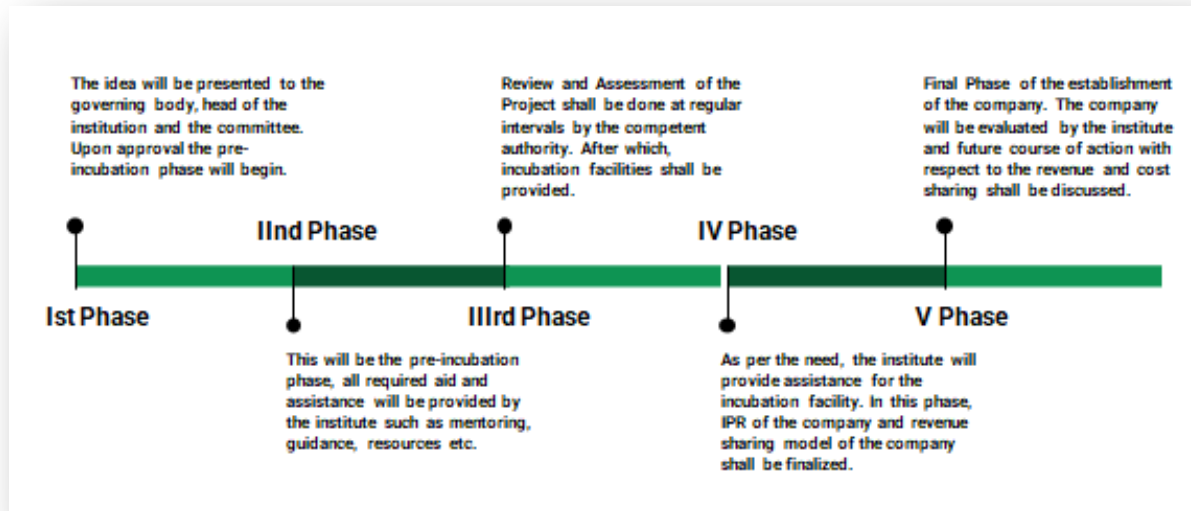 The idea will be presented to the
governing body, head of the
institution and the committee.
Upon approval the pre-
incubation phase will begin.
Review and Assessment of the
Project shall be done at regular
intervals by the competent
authority. After which,
incubation facilities shall be
provided.
Final Phase of the establishment
of the company. The company
will be evaluated by the institute
and future course of action with
respect to the revenue and cost
sharing shall be discussed.
IInd Phase
IV Phase
Ist Phase
IIIrd Phase
V Phase
This will be the pre-incubation
phase, all required aid and
assistance will be provided by
the institute such as mentoring,
guidance, resources etc.
As per the need, the institute will
provide assistance for the
incubation facility. In this phase,
IPR of the company and revenue
sharing model of the company
shall be finalized.